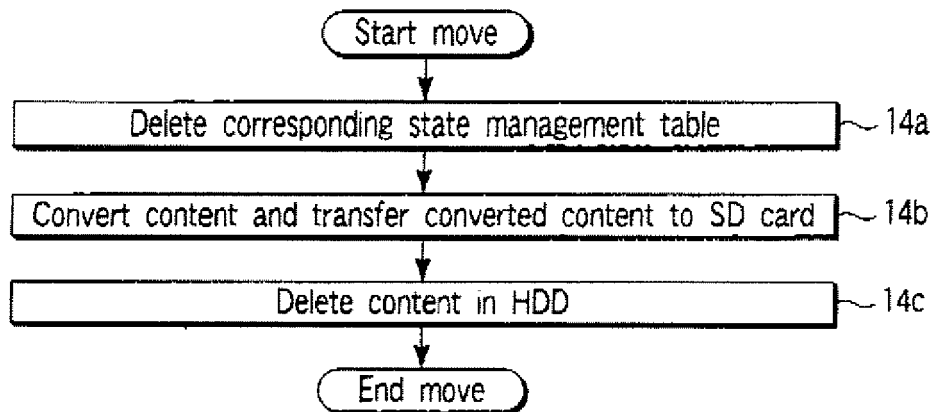 Start move
Delete corresponding state management table
14a
Convert content and transfer converted content to SD card
14b
Delete content in HDD
14c
End move